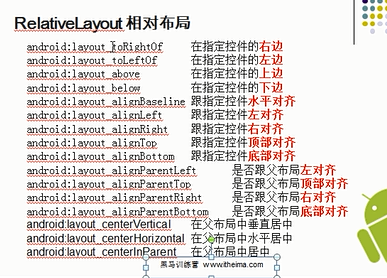 RelativeLayout 相对布局
android:layout_toRightOf 在指定控件的右边
android:layout_toLeftOf 在指定控件的左边
android:layout_above 在指定控件的上边
android:layout_below 在指定控件的下边
android:layout_alignBaseline 跟指定控件水平对齐
android:layout_alignLeft 跟指定控件左对齐
android:layout_alignRight 跟指定控件右对齐
android:layout_alignTop 跟指定控件顶部对齐
android:layout_alignBottom 跟指定控件底部对齐
android:layout_alignParentLeft 是否跟父布局左对齐
android:layout_alignParentTop 是否跟父布局顶部对齐
android:layout_alignParentRight 是否跟父布局右对齐
android:layout_alignParentBottom 是否跟父布局底部对齐
android:layout_centerVertical 在父布局中垂直居中
android:layout_centerHorizontal 在父布局中水平居中
android:layout_centerInParent 在父布局中居中
黑马训练营 www.itheima.com